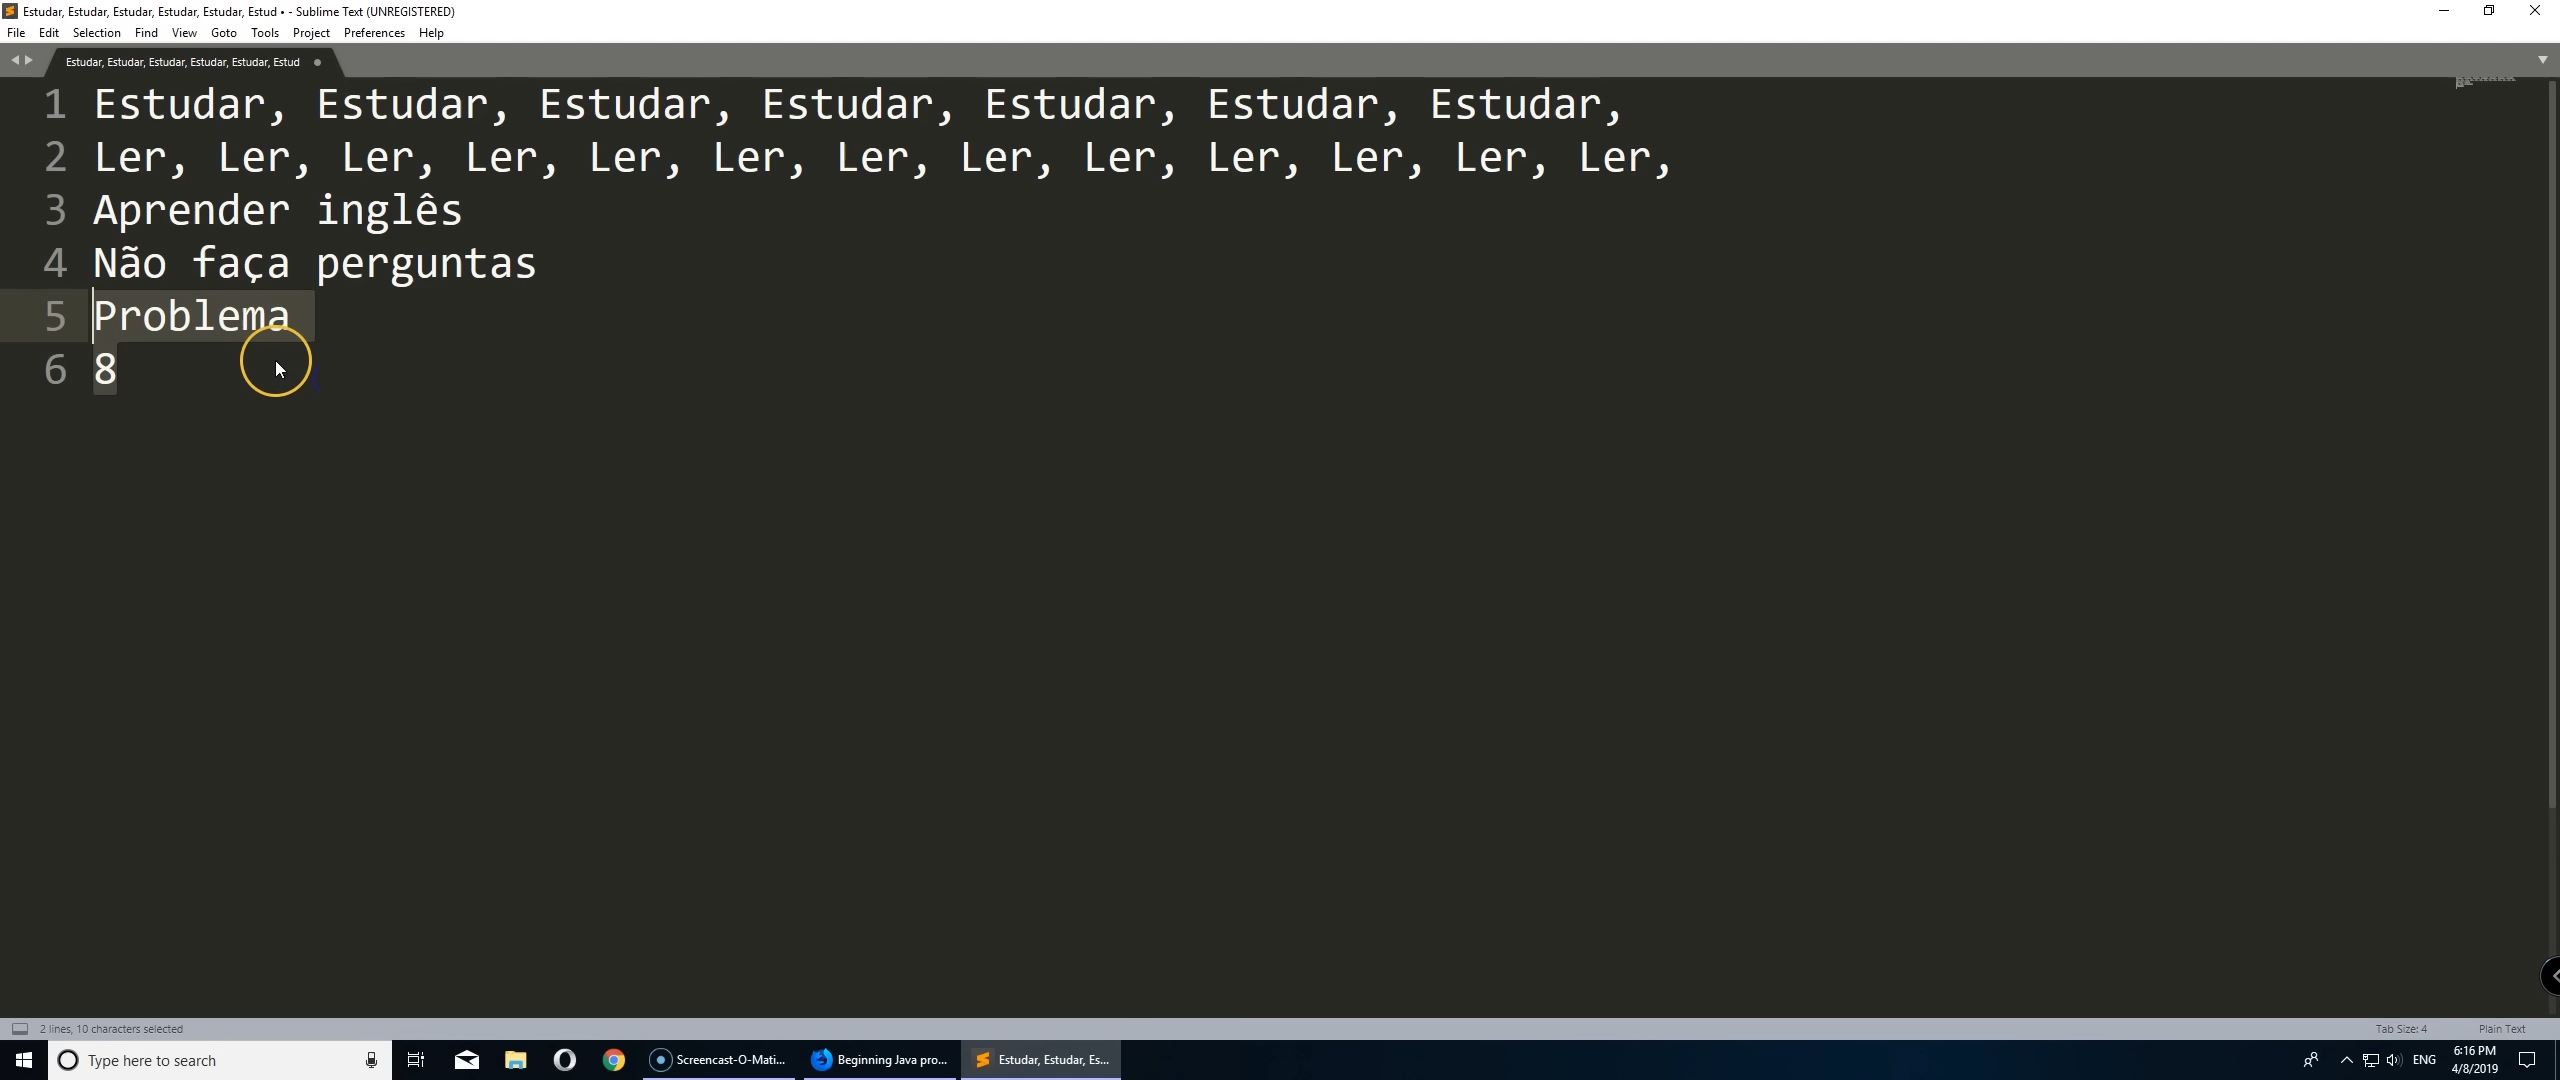 Estudar, Estudar, Estudar, Estudar, Estudar, Estud • - Sublime Text (UNREGISTERED)
File Edit Selection Find View Goto Tools Project Preferences Help
Estudar, Estudar, Estudar, Estudar, Estudar, Estud
1 Estudar, Estudar, Estudar, Estudar, Estudar, Estudar, Estudar,
2 Ler, Ler, Ler, Ler, Ler, Ler, Ler, Ler, Ler, Ler, Ler, Ler, Ler,
3 Aprender inglês
4 Não faça perguntas
5 Problema
6 8
2 lines, 10 characters selected Tab Size: 4 Plain Text
Type here to search Screencast-O-Mati... Beginning Java pro... Estudar, Estudar, Es... ENG 6:16 PM
4/8/2019